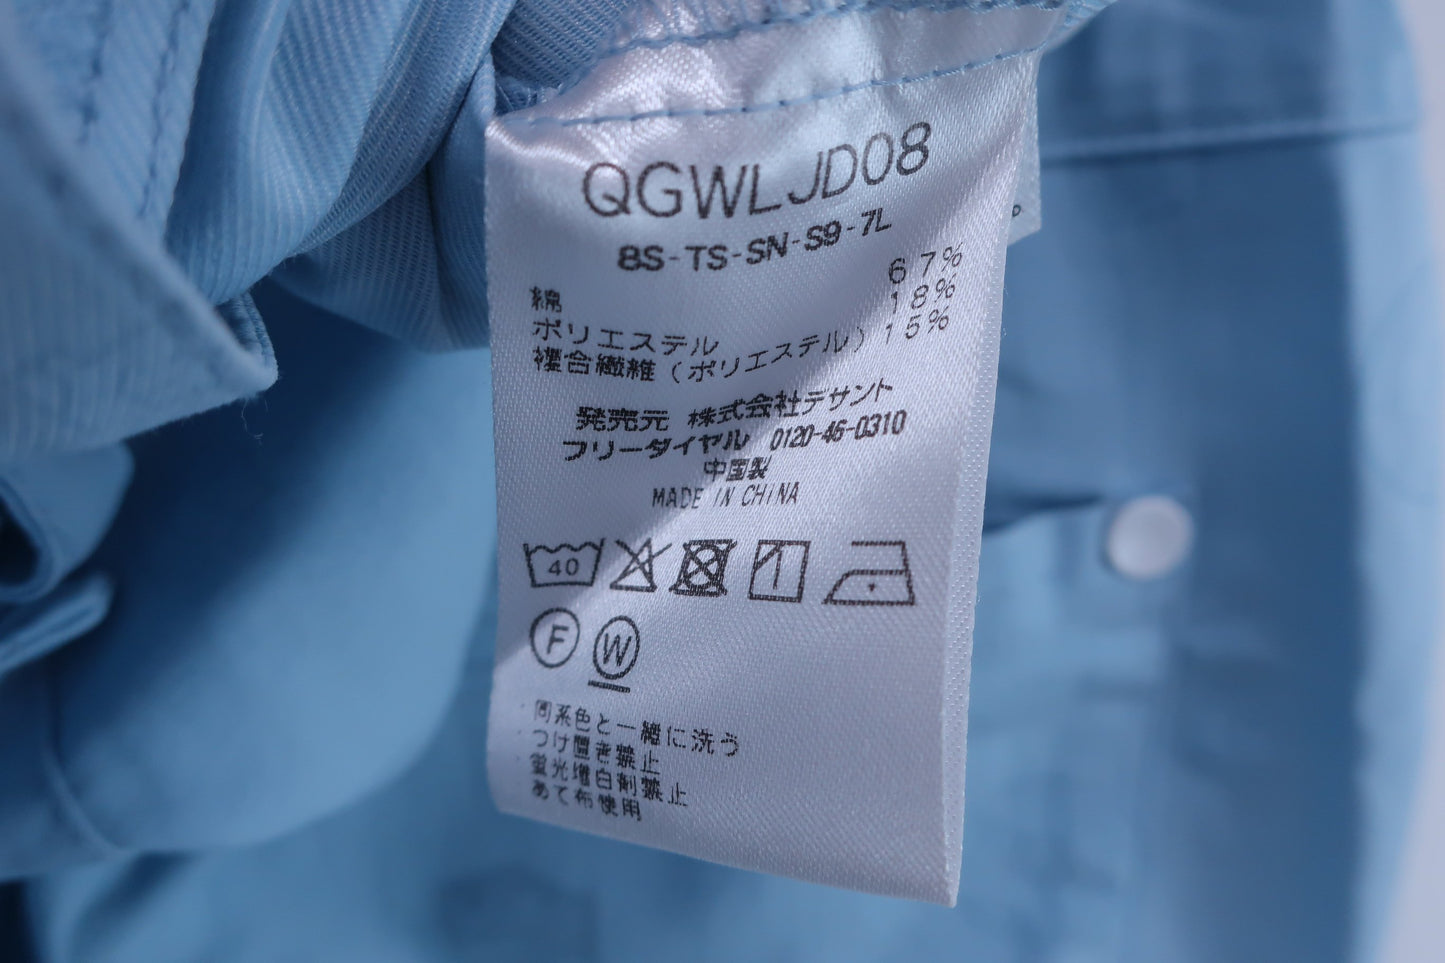 QGWLJD08
8S-TS-SN-S9-7L
綿 67%
ポリエステル 18%
複合繊維(ポリエステル) 15%
発売元 株式会社デサント
フリーダイヤル 0120-46-0310
中国製
MADE IN CHINA
40
F W
同系色と一緒に洗う
つけ置き禁止
蛍光増白剤禁止
あて布使用